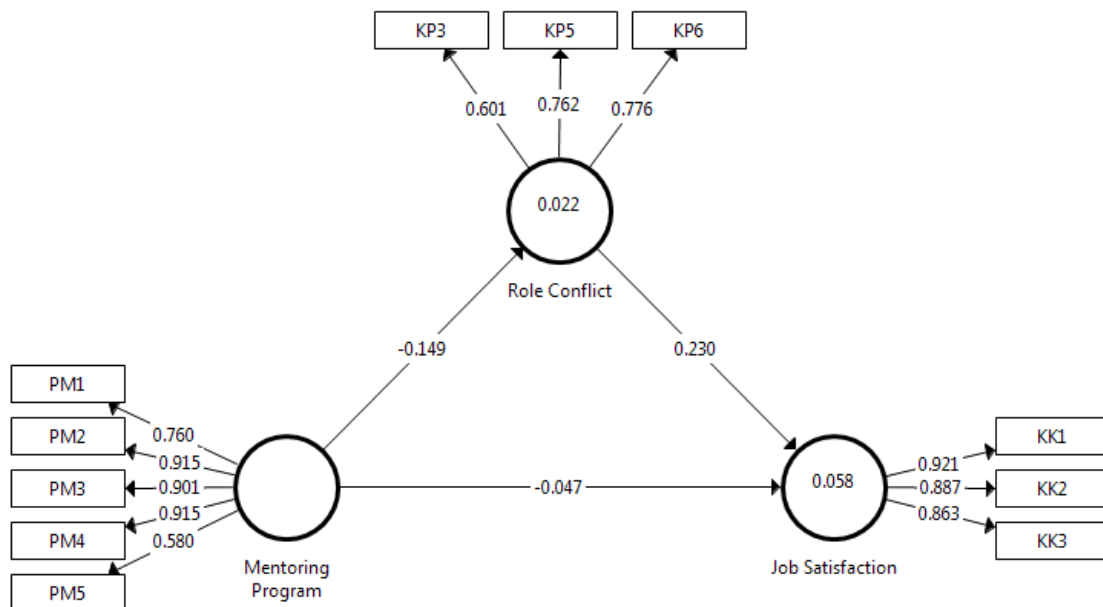 KP3 KP5 KP6
0.601 0.762 0.776
0.022
Role Conflict
-0.149 0.230
PM1
PM2
PM3
PM4
PM5
0.760
0.915
0.901
0.915
0.580
Mentoring
Program
-0.047
0.058
Job Satisfaction
0.921
0.887
0.863
KK1
KK2
KK3